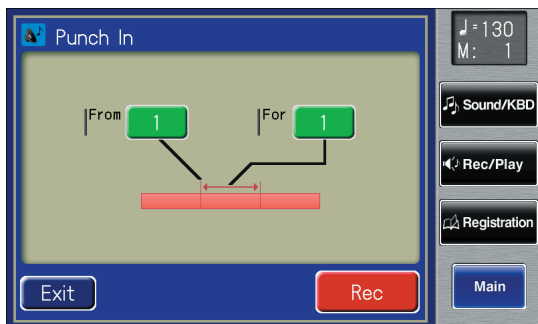 Punch In
From 1
For 1
Exit
Rec
♩=130
M: 1
Sound/KBD
Rec/Play
Registration
Main